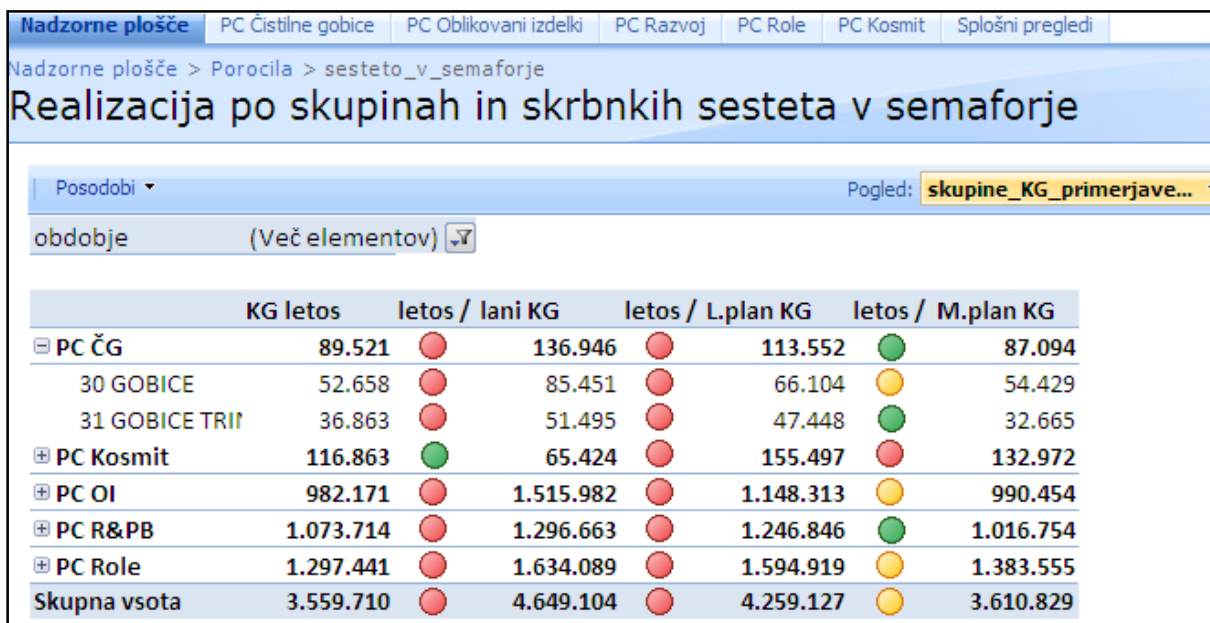 Nadzorne plošče PC Čistilne gobice PC Oblikovani izdelki PC Razvoj PC Role PC Kosmit Splošni pregledi
Nadzorne plošče > Porocila > sesteto_v_semaforje
Realizacija po skupinah in skrbnkih sesteta v semaforje
Posodobi Pogled: skupine_KG_primerjave...
obdobje (Več elementov)
KG letos letos / lani KG letos / L.plan KG letos / M.plan KG
PC ČG 89.521 136.946 113.552 87.094
30 GOBICE 52.658 85.451 66.104 54.429
31 GOBICE TRIN 36.863 51.495 47.448 32.665
PC Kosmit 116.863 65.424 155.497 132.972
PC OI 982.171 1.515.982 1.148.313 990.454
PC R&PB 1.073.714 1.296.663 1.246.846 1.016.754
PC Role 1.297.441 1.634.089 1.594.919 1.383.555
Skupna vsota 3.559.710 4.649.104 4.259.127 3.610.829